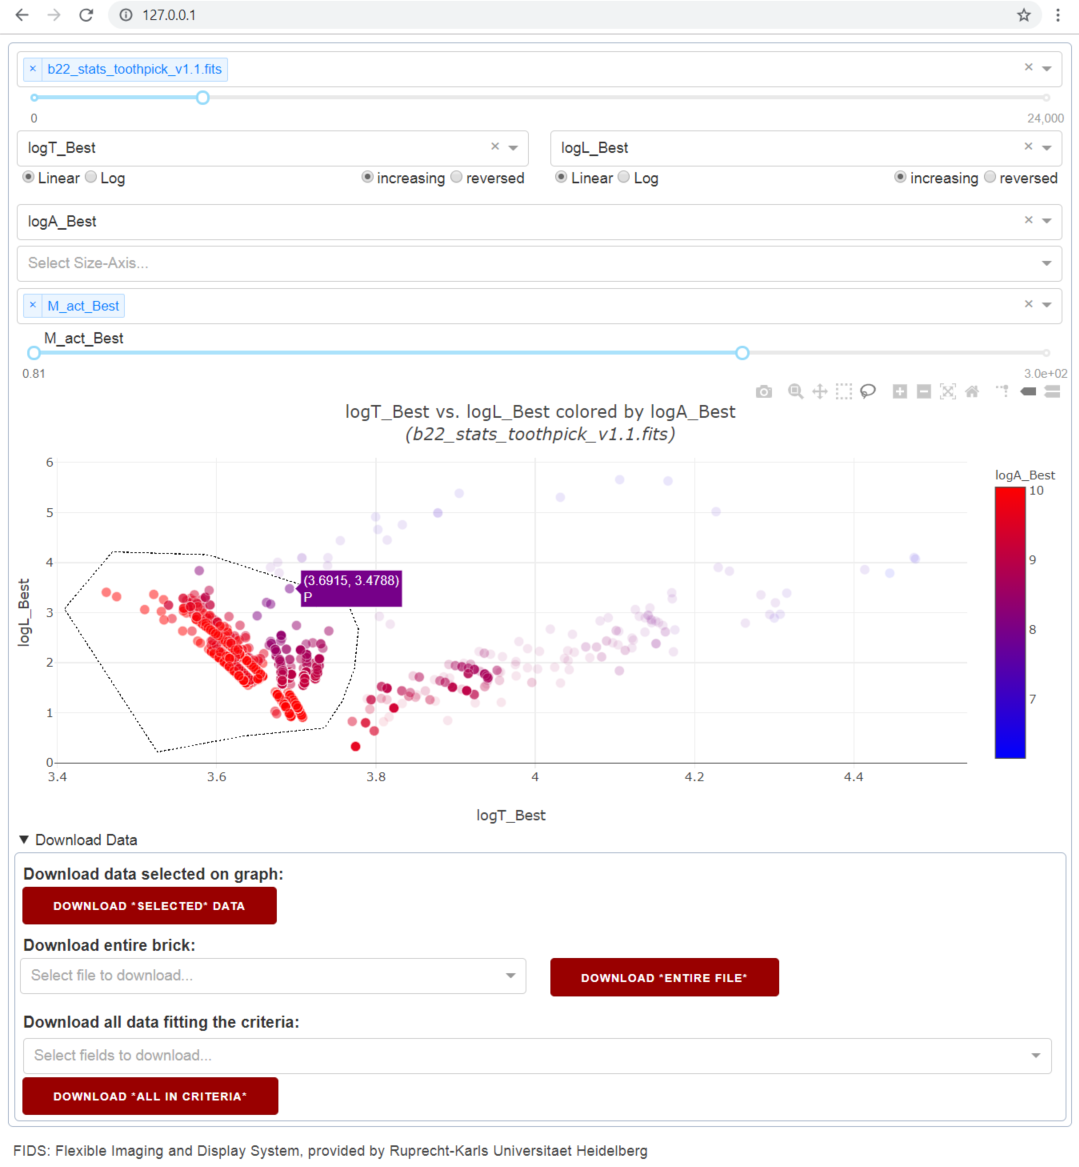 127.0.0.1
× b22_stats_toothpick_v1.1.fits ×
0 24,000
logT_Best × logL_Best ×
Linear Log increasing reversed Linear Log increasing reversed
logA_Best ×
Select Size-Axis...
× M_act_Best ×
M_act_Best
0.81 3.0e+02
logT_Best vs. logL_Best colored by logA_Best
(b22_stats_toothpick_v1.1.fits)
logA_Best
6
5
4
3
2
1
0
logL_Best
(3.6915, 3.4788)
P
10
9
8
7
3.4 3.6 3.8 4 4.2 4.4
logT_Best
▼ Download Data
Download data selected on graph:
DOWNLOAD *SELECTED* DATA
Download entire brick:
Select file to download... DOWNLOAD *ENTIRE FILE*
Download all data fitting the criteria:
Select fields to download...
DOWNLOAD *ALL IN CRITERIA*
FIDS: Flexible Imaging and Display System, provided by Ruprecht-Karls Universitaet Heidelberg